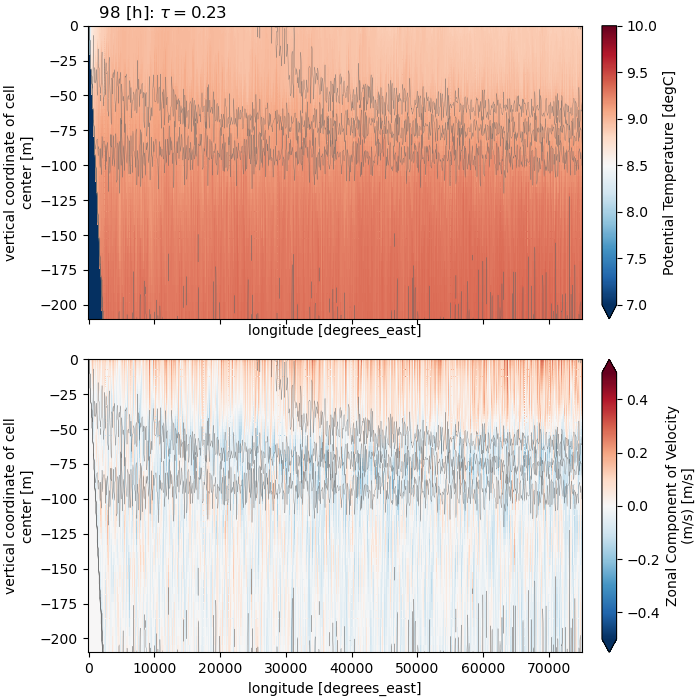 98 [h]: τ = 0.23
0
−25
−50
−75
−100
−125
−150
−175
−200
vertical coordinate of cell
center [m]
longitude [degrees_east]
10.0
9.5
9.0
8.5
8.0
7.5
7.0
Potential Temperature [degC]
0
−25
−50
−75
−100
−125
−150
−175
−200
vertical coordinate of cell
center [m]
0 10000 20000 30000 40000 50000 60000 70000
longitude [degrees_east]
0.4
0.2
0.0
−0.2
−0.4
Zonal Component of Velocity
(m/s) [m/s]